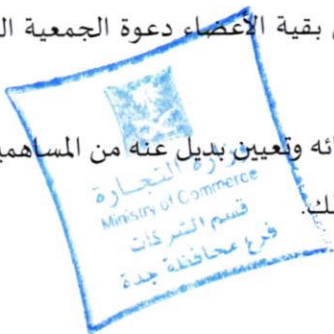 بقية الأعضاء دعوة الجمعية ال
ائه وتعيين بديل عنه من المساهمي
لك.
وزارة التجارة
Ministry of Commerce
قسم الشركات
فرع محافظة جدة